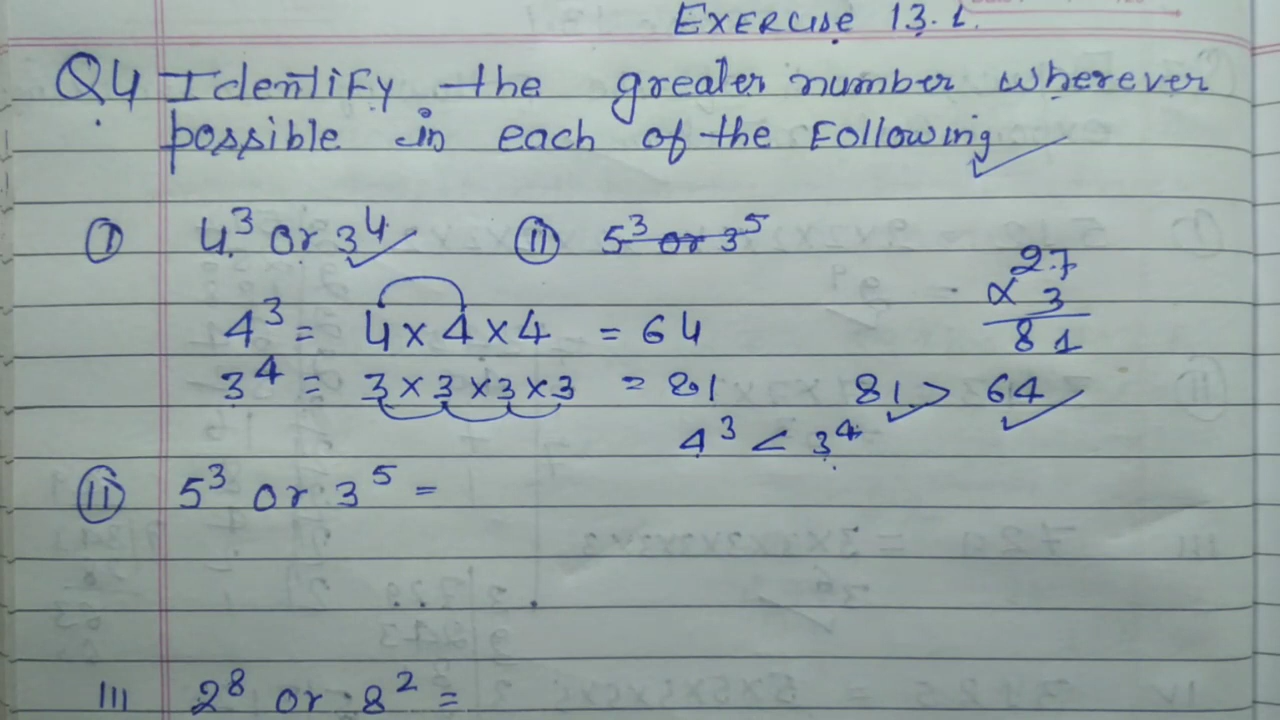 EXERCISE 13.1.
Q4 Identify the greater number wherever
possible in each of the following
(I) 4³ or 3⁴ (II) 5³ or 3⁵
27
× 3
81
4³ = 4 × 4 × 4 = 64
3⁴ = 3 × 3 × 3 × 3 = 81 81 > 64
4³ < 3⁴
(II) 5³ or 3⁵ =
III 2⁸ or 8² =